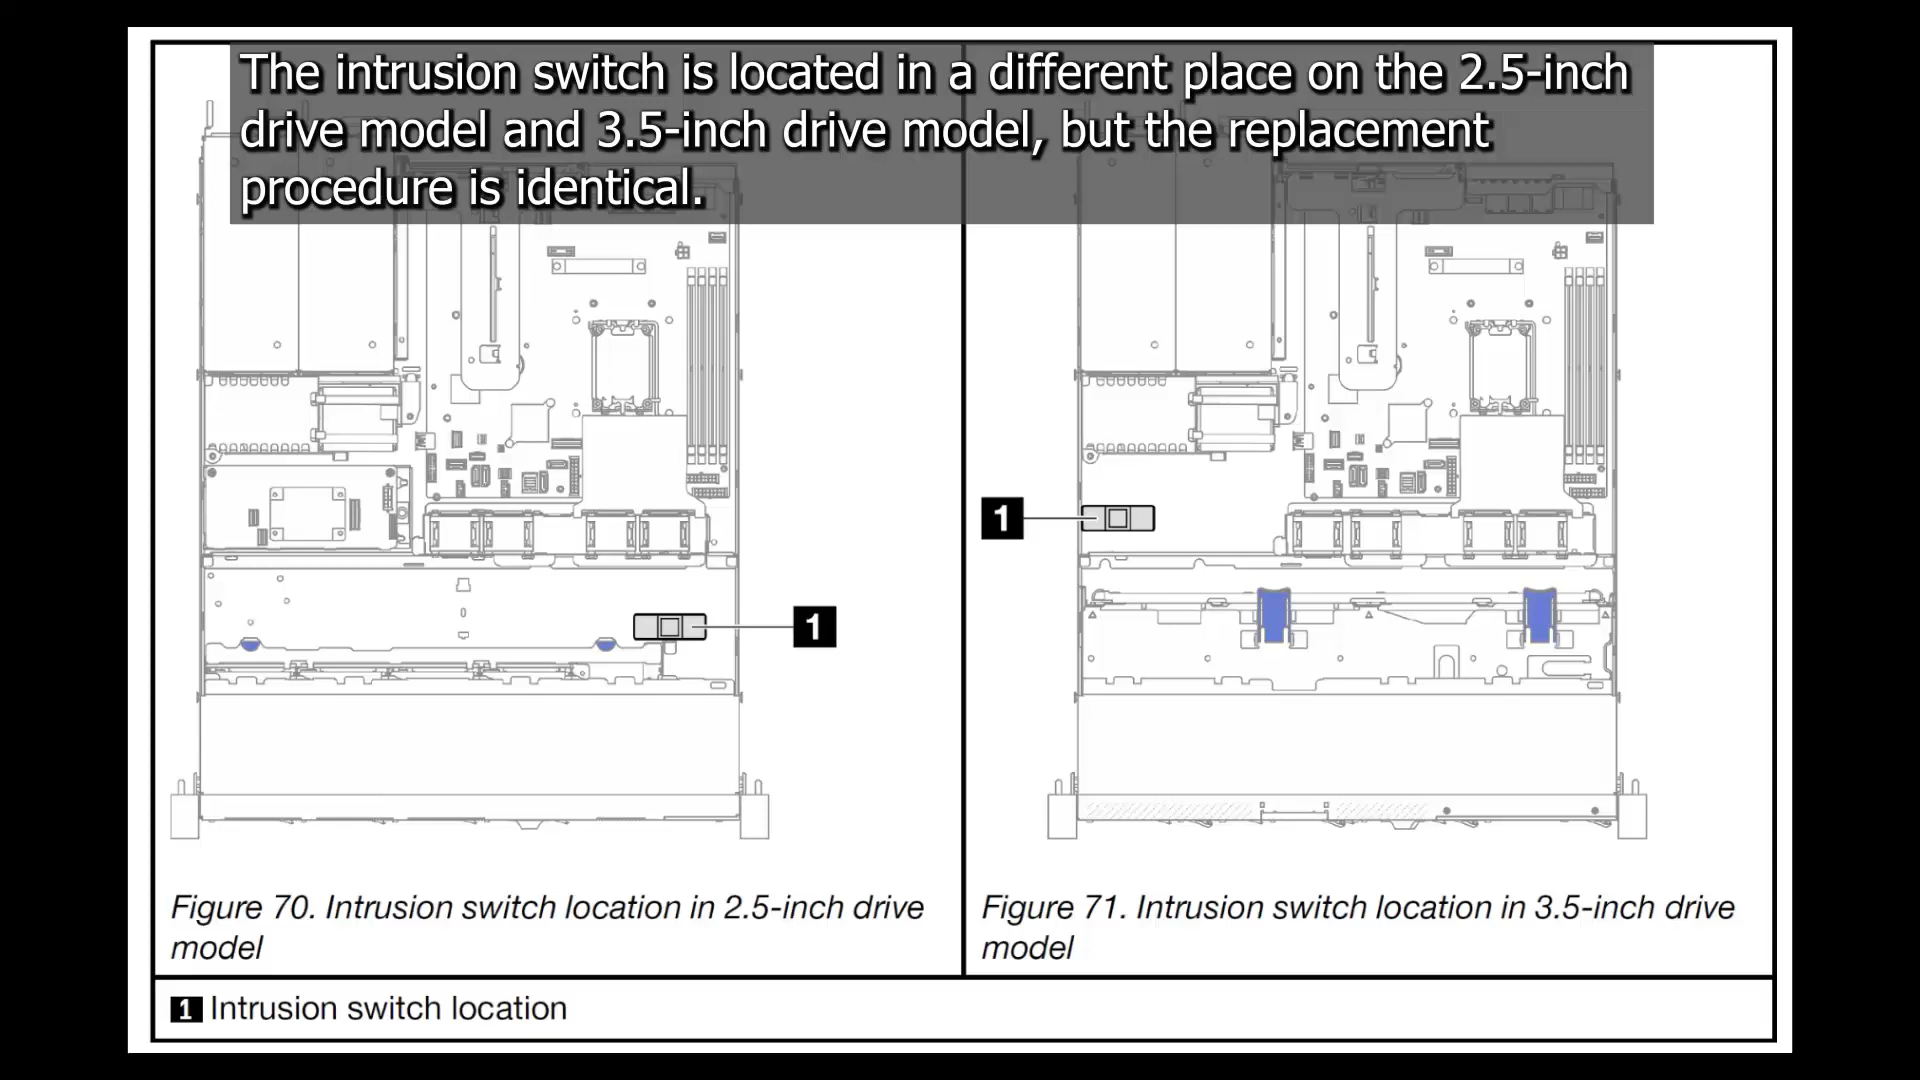 The intrusion switch is located in a different place on the 2.5-inch
drive model and 3.5-inch drive model, but the replacement
procedure is identical.
1
1
Figure 70. Intrusion switch location in 2.5-inch drive
model
Figure 71. Intrusion switch location in 3.5-inch drive
model
1 Intrusion switch location